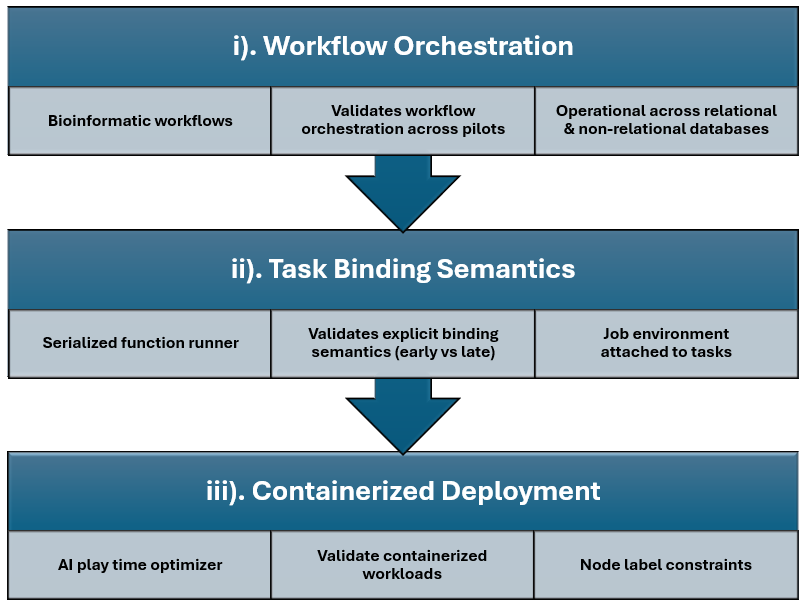 i). Workflow Orchestration
Bioinformatic workflows
Validates workflow
orchestration across pilots
Operational across relational
& non-relational databases
ii). Task Binding Semantics
Serialized function runner
Validates explicit binding
semantics (early vs late)
Job environment
attached to tasks
iii). Containerized Deployment
AI play time optimizer
Validate containerized
workloads
Node label constraints